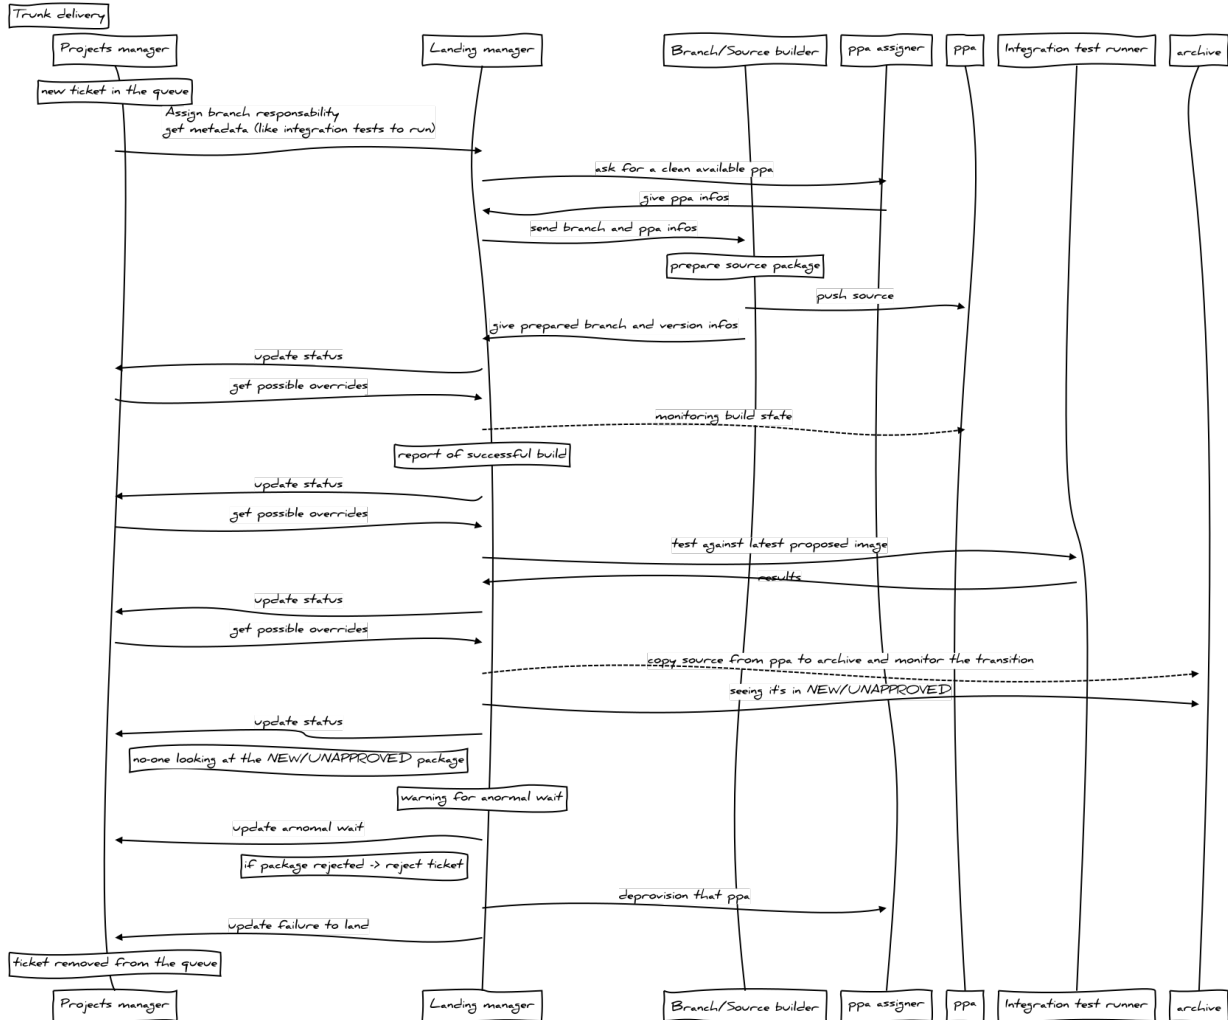 Trunk delivery
Projects manager
Landing manager
Branch/Source builder
ppa assigner
ppa
Integration test runner
archive
new ticket in the queue
Assign branch responsability
get metadata (like integration tests to run)
ask for a clean available ppa
give ppa infos
send branch and ppa infos
prepare source package
push source
give prepared branch and version infos
update status
get possible overrides
monitoring build state
report of successful build
update status
get possible overrides
test against latest proposed image
results
update status
get possible overrides
copy source from ppa to archive and monitor the transition
seeing it's in NEW/UNAPPROVED
update status
no-one looking at the NEW/UNAPPROVED package
warning for anormal wait
update arnomal wait
if package rejected -> reject ticket
deprovision that ppa
update failure to land
ticket removed from the queue
Projects manager
Landing manager
Branch/Source builder
ppa assigner
ppa
Integration test runner
archive